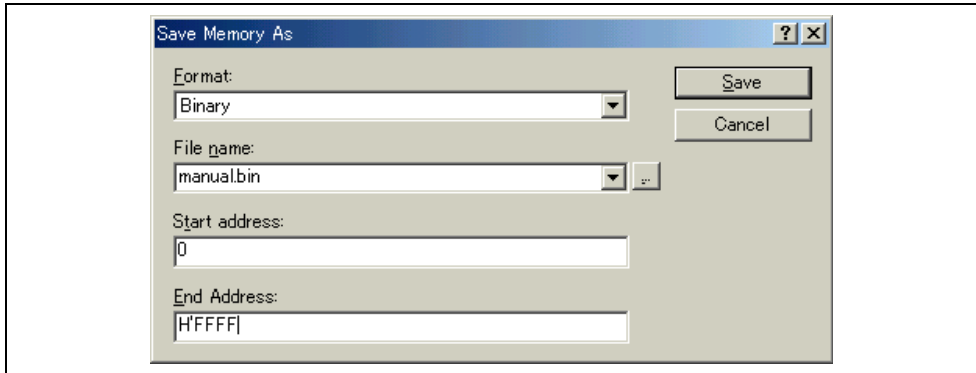 Save Memory As
Format:
Binary
Save
Cancel
File name:
manual.bin
...
Start address:
0
End Address:
H'FFFF